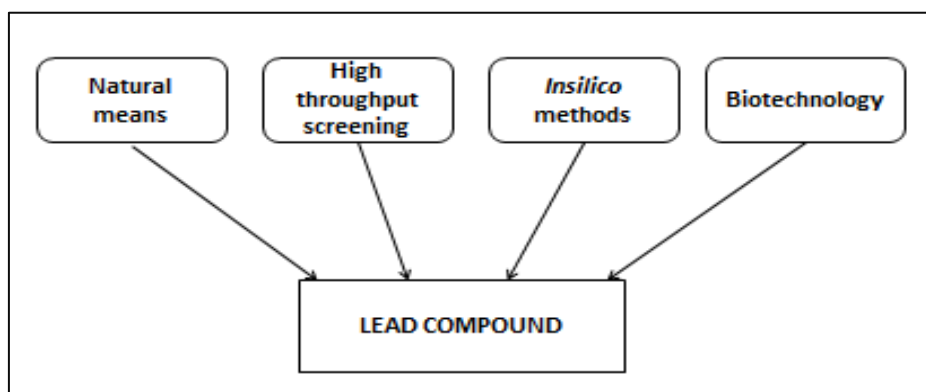 Natural
means
High
throughput
screening
Insilico
methods
Biotechnology
LEAD COMPOUND